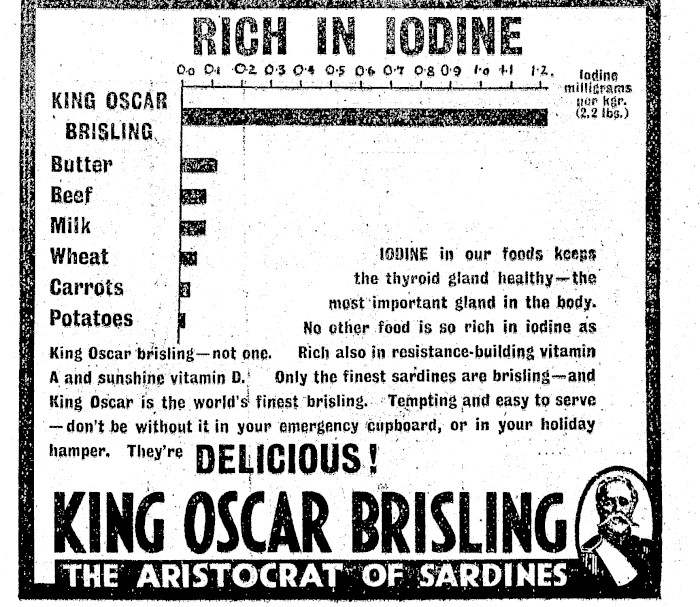 RICH IN IODINE
0·0 0·1 0·2 0·3 0·4 0·5 0·6 0·7 0·8 0·9 1·0 1·1 1·2.
Iodine
milligrams
per kgr.
(2.2 lbs.)
KING OSCAR
BRISLING
Butter
Beef
Milk
Wheat
Carrots
Potatoes
IODINE in our foods keeps
the thyroid gland healthy—the
most important gland in the body.
No other food is so rich in iodine as
King Oscar brisling—not one. Rich also in resistance-building vitamin
A and sunshine vitamin D. Only the finest sardines are brisling—and
King Oscar is the world's finest brisling. Tempting and easy to serve
—don't be without it in your emergency cupboard, or in your holiday
hamper. They're DELICIOUS!
KING OSCAR BRISLING
THE ARISTOCRAT OF SARDINES